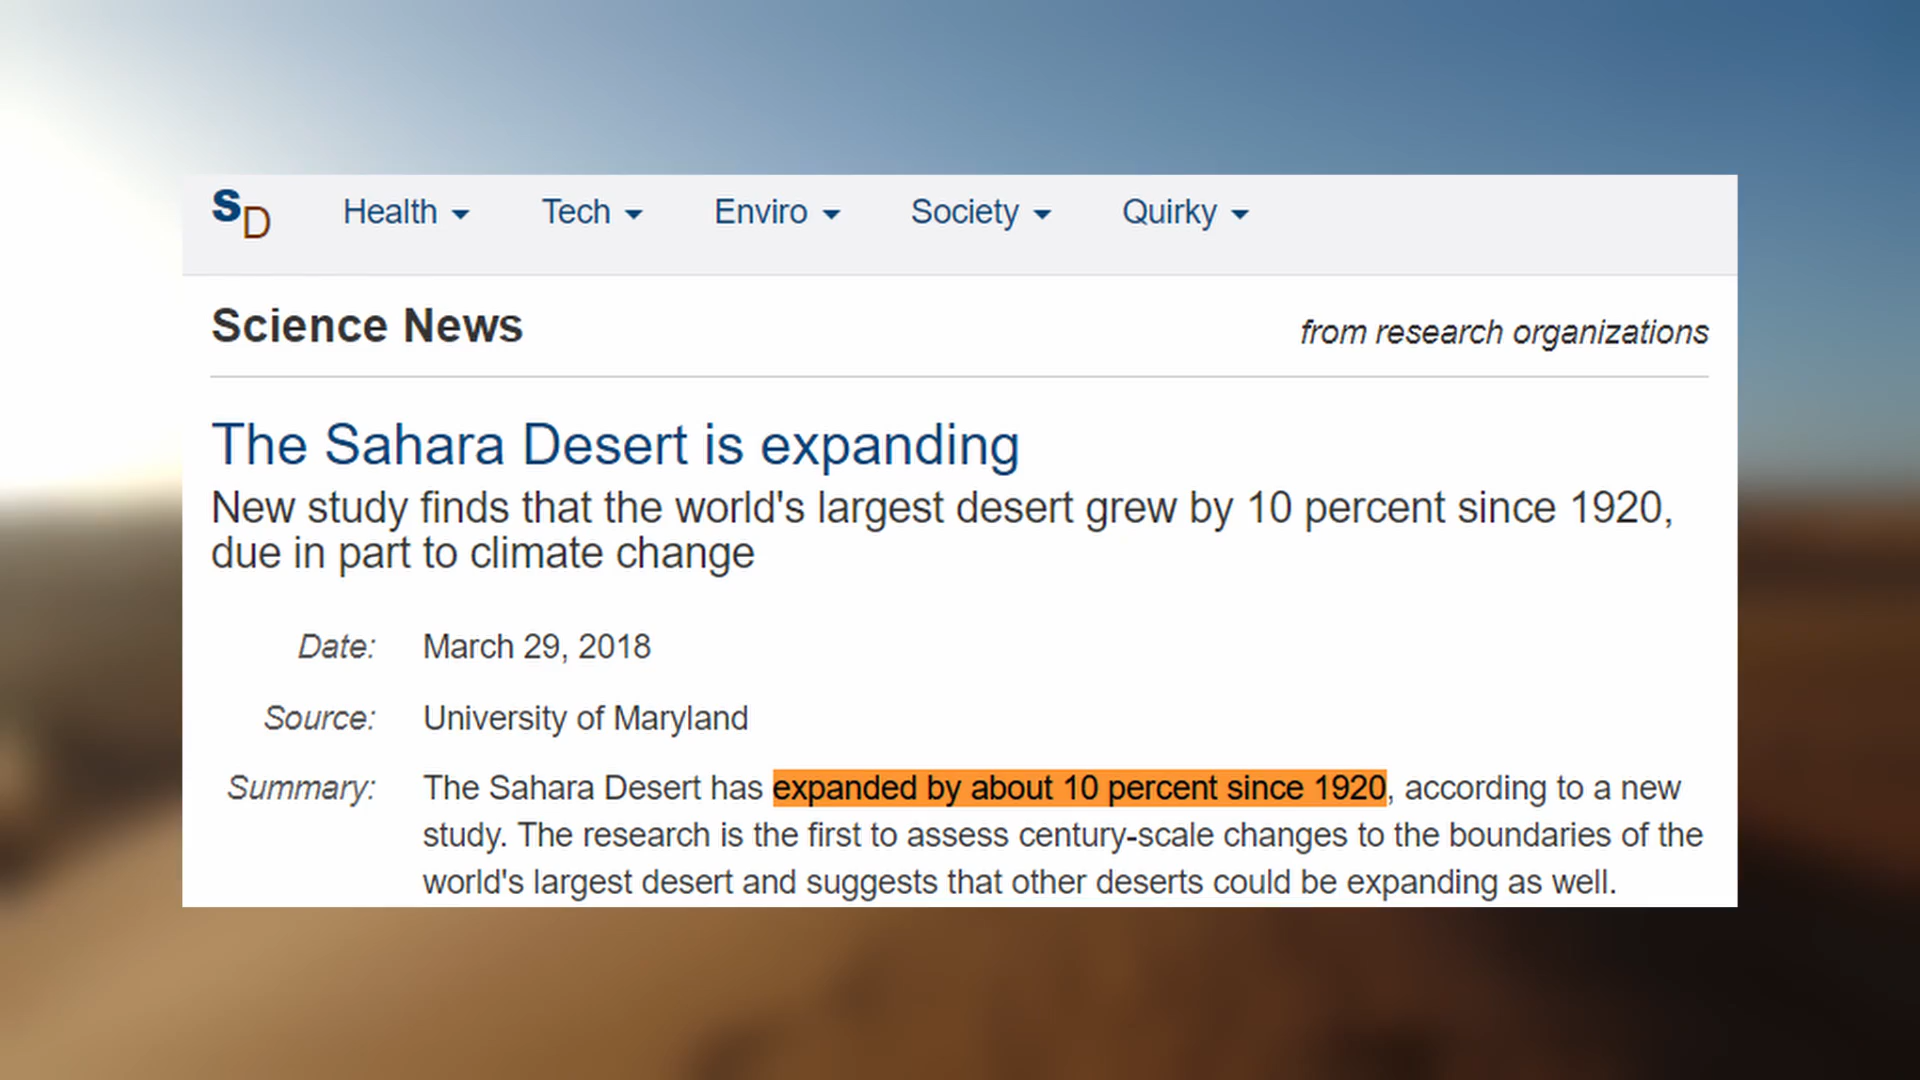 SD Health Tech Enviro Society Quirky
Science News from research organizations
The Sahara Desert is expanding
New study finds that the world's largest desert grew by 10 percent since 1920,
due in part to climate change
Date: March 29, 2018
Source: University of Maryland
Summary: The Sahara Desert has expanded by about 10 percent since 1920, according to a new
study. The research is the first to assess century-scale changes to the boundaries of the
world's largest desert and suggests that other deserts could be expanding as well.